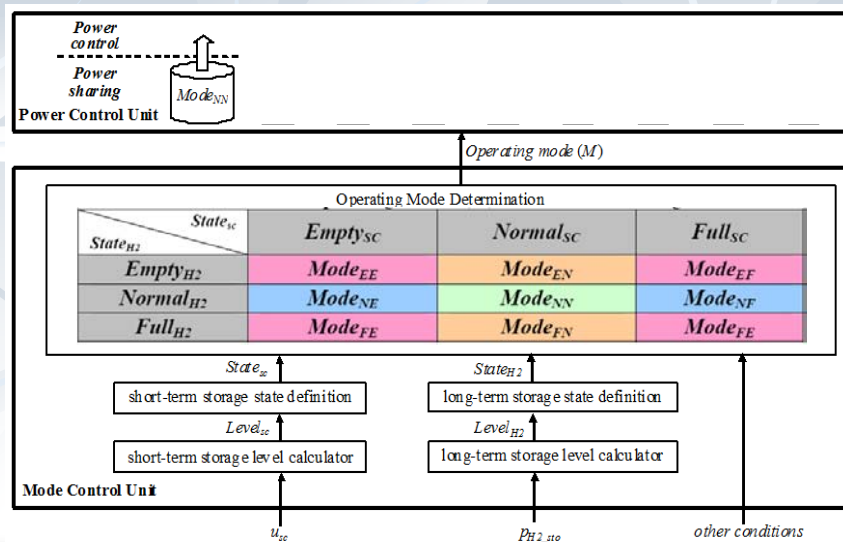 Power
control
Power
sharing
Mode_NN
Power Control Unit
Operating mode (M)
Operating Mode Determination
State_sc
State_H2
Empty_SC Normal_SC Full_SC
Empty_H2 Mode_EE Mode_EN Mode_EF
Normal_H2 Mode_NE Mode_NN Mode_NF
Full_H2 Mode_FE Mode_FN Mode_FE
State_sc State_H2
short-term storage state definition long-term storage state definition
Level_sc Level_H2
short-term storage level calculator long-term storage level calculator
Mode Control Unit
u_sc p_H2_sto other conditions